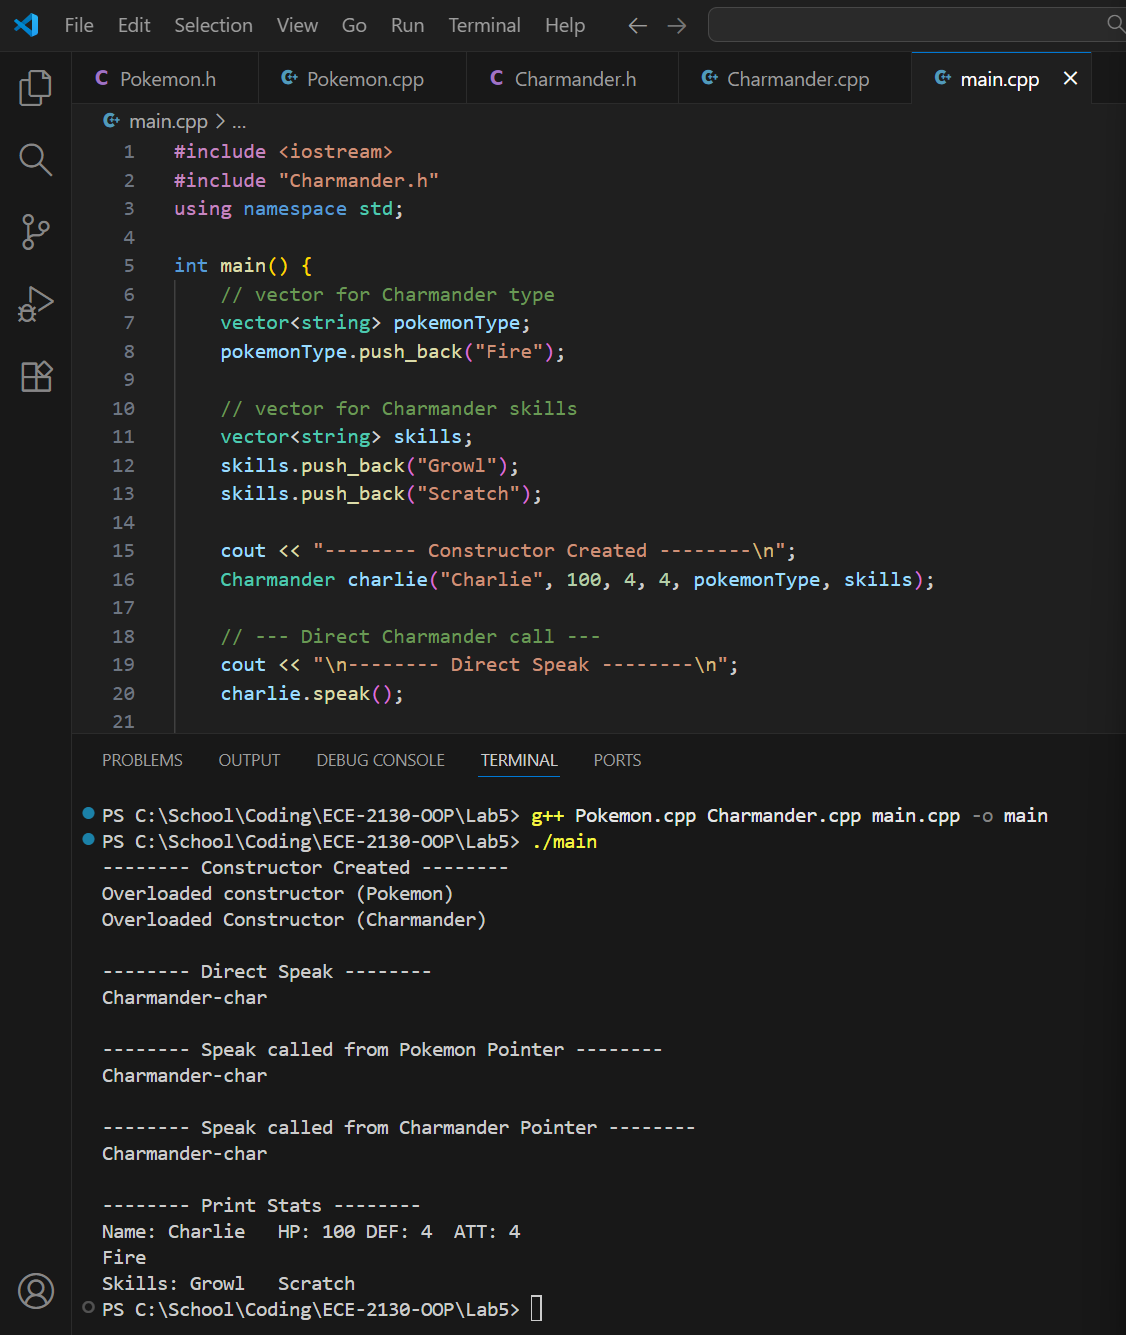 File Edit Selection View Go Run Terminal Help
Pokemon.h Pokemon.cpp Charmander.h Charmander.cpp main.cpp
main.cpp > ...
1 #include <iostream>
2 #include "Charmander.h"
3 using namespace std;
4
5 int main() {
6     // vector for Charmander type
7     vector<string> pokemonType;
8     pokemonType.push_back("Fire");
9
10     // vector for Charmander skills
11     vector<string> skills;
12     skills.push_back("Growl");
13     skills.push_back("Scratch");
14
15     cout << "-------- Constructor Created --------\n";
16     Charmander charlie("Charlie", 100, 4, 4, pokemonType, skills);
17
18     // --- Direct Charmander call ---
19     cout << "\n-------- Direct Speak --------\n";
20     charlie.speak();
21
PROBLEMS OUTPUT DEBUG CONSOLE TERMINAL PORTS
PS C:\School\Coding\ECE-2130-OOP\Lab5> g++ Pokemon.cpp Charmander.cpp main.cpp -o main
PS C:\School\Coding\ECE-2130-OOP\Lab5> ./main
-------- Constructor Created --------
Overloaded constructor (Pokemon)
Overloaded Constructor (Charmander)
-------- Direct Speak --------
Charmander-char
-------- Speak called from Pokemon Pointer --------
Charmander-char
-------- Speak called from Charmander Pointer --------
Charmander-char
-------- Print Stats --------
Name: Charlie   HP: 100 DEF: 4  ATT: 4
Fire
Skills: Growl   Scratch
PS C:\School\Coding\ECE-2130-OOP\Lab5>